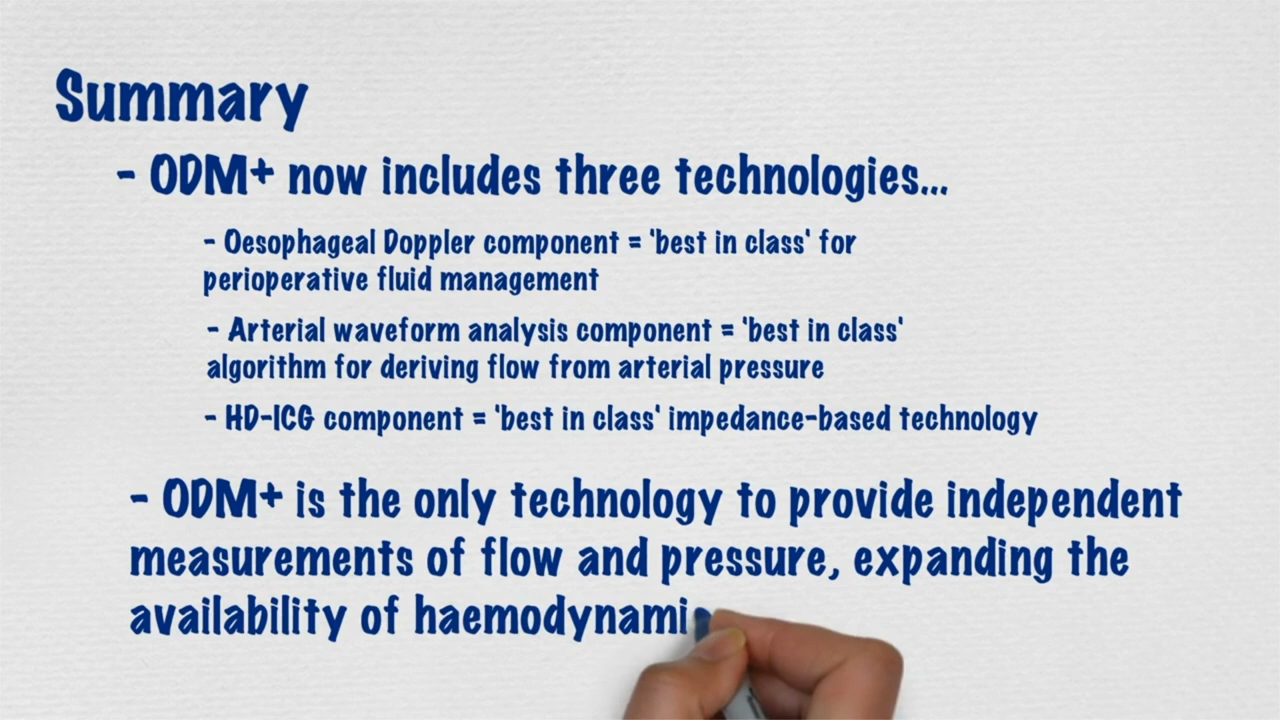 Summary
- ODM+ now includes three technologies...
- Oesophageal Doppler component = 'best in class' for
perioperative fluid management
- Arterial waveform analysis component = 'best in class'
algorithm for deriving flow from arterial pressure
- HD-ICG component = 'best in class' impedance-based technology
- ODM+ is the only technology to provide independent
measurements of flow and pressure, expanding the
availability of haemodynami